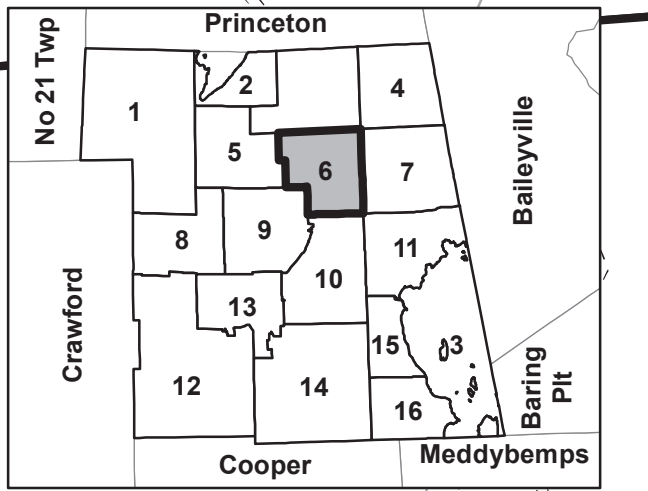 Princeton
No 21 Twp
1
2
4
Baileyville
5
6
7
8
9
11
10
Crawford
13
15
3
12
14
16
Baring
Plt
Cooper
Meddybemps